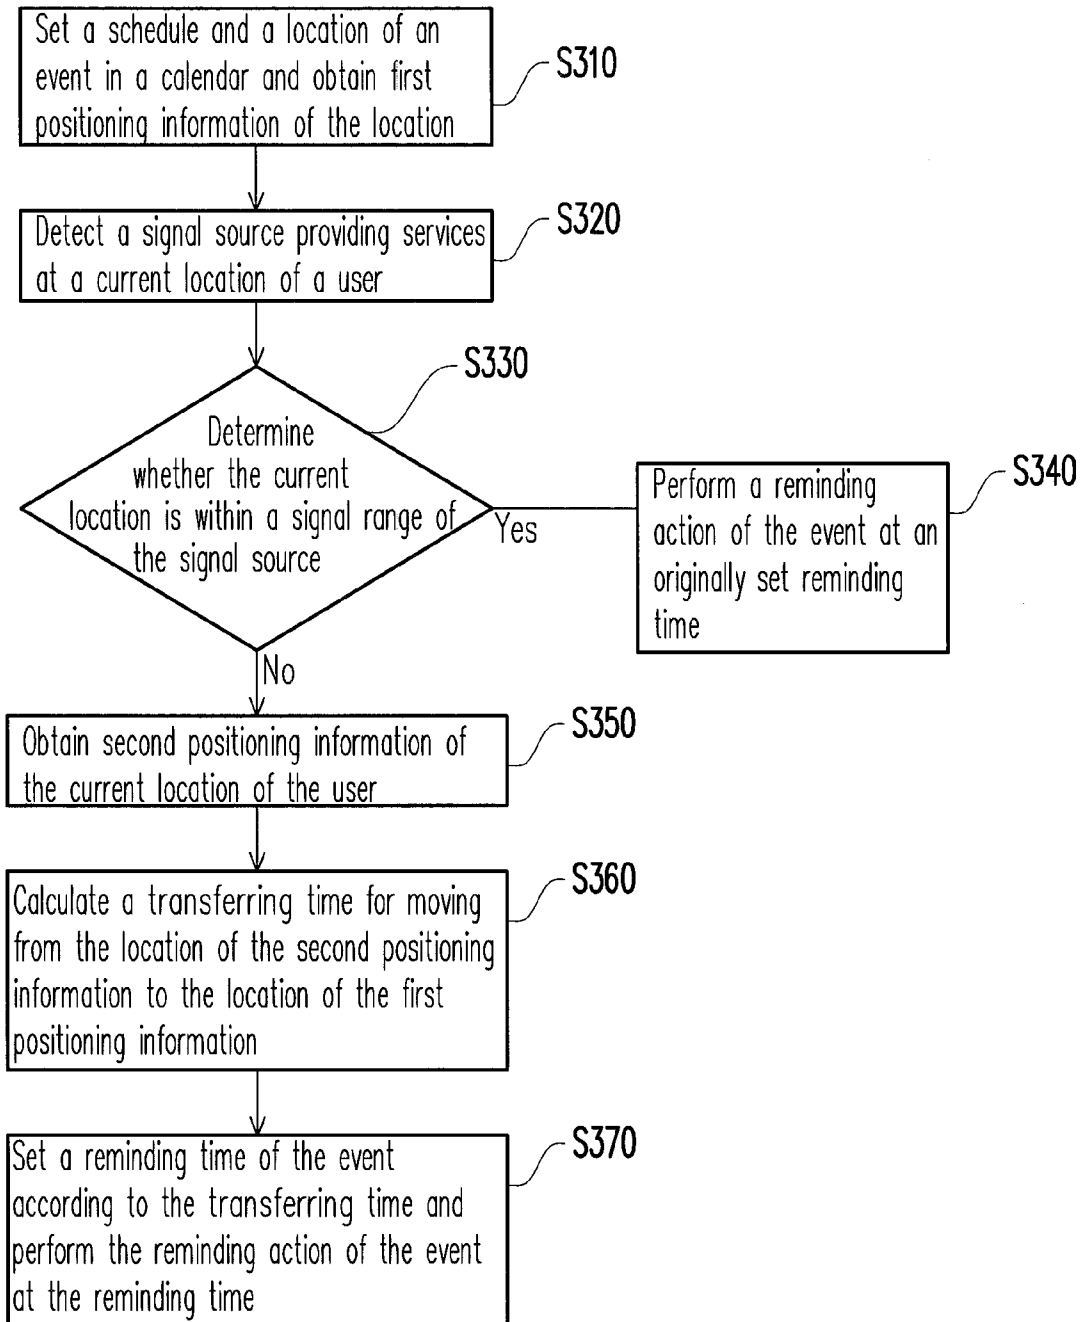 Set a schedule and a location of an
event in a calendar and obtain first
positioning information of the location
S310
Detect a signal source providing services
at a current location of a user
S320
S330
Determine
whether the current
location is within a signal range of
the signal source
Yes
Perform a reminding
action of the event at an
originally set reminding
time
S340
No
Obtain second positioning information of
the current location of the user
S350
Calculate a transferring time for moving
from the location of the second positioning
information to the location of the first
positioning information
S360
Set a reminding time of the event
according to the transferring time and
perform the reminding action of the event
at the reminding time
S370